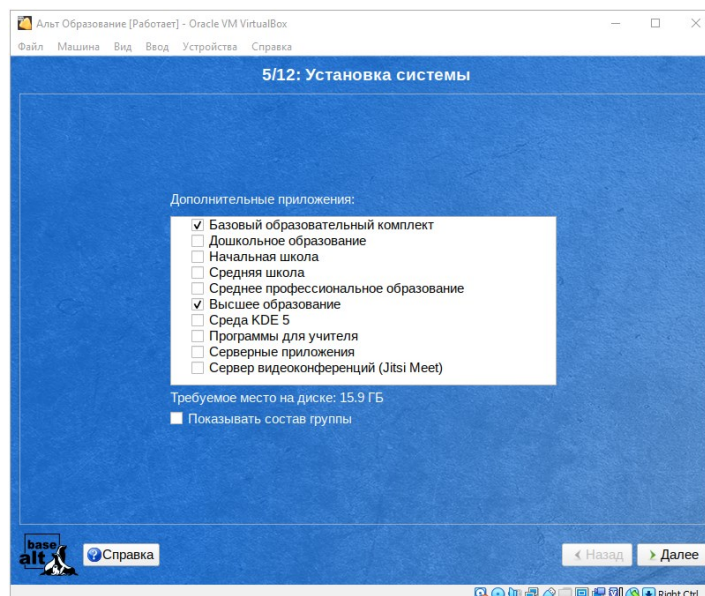 Альт Образование [Работает] - Oracle VM VirtualBox
Файл Машина Вид Ввод Устройства Справка
5/12: Установка системы
Дополнительные приложения:
Базовый образовательный комплект
Дошкольное образование
Начальная школа
Средняя школа
Среднее профессиональное образование
Высшее образование
Среда KDE 5
Программы для учителя
Серверные приложения
Сервер видеоконференций (Jitsi Meet)
Требуемое место на диске: 15.9 ГБ
Показывать состав группы
base
alt
Справка
Назад
Далее
Right Ctrl